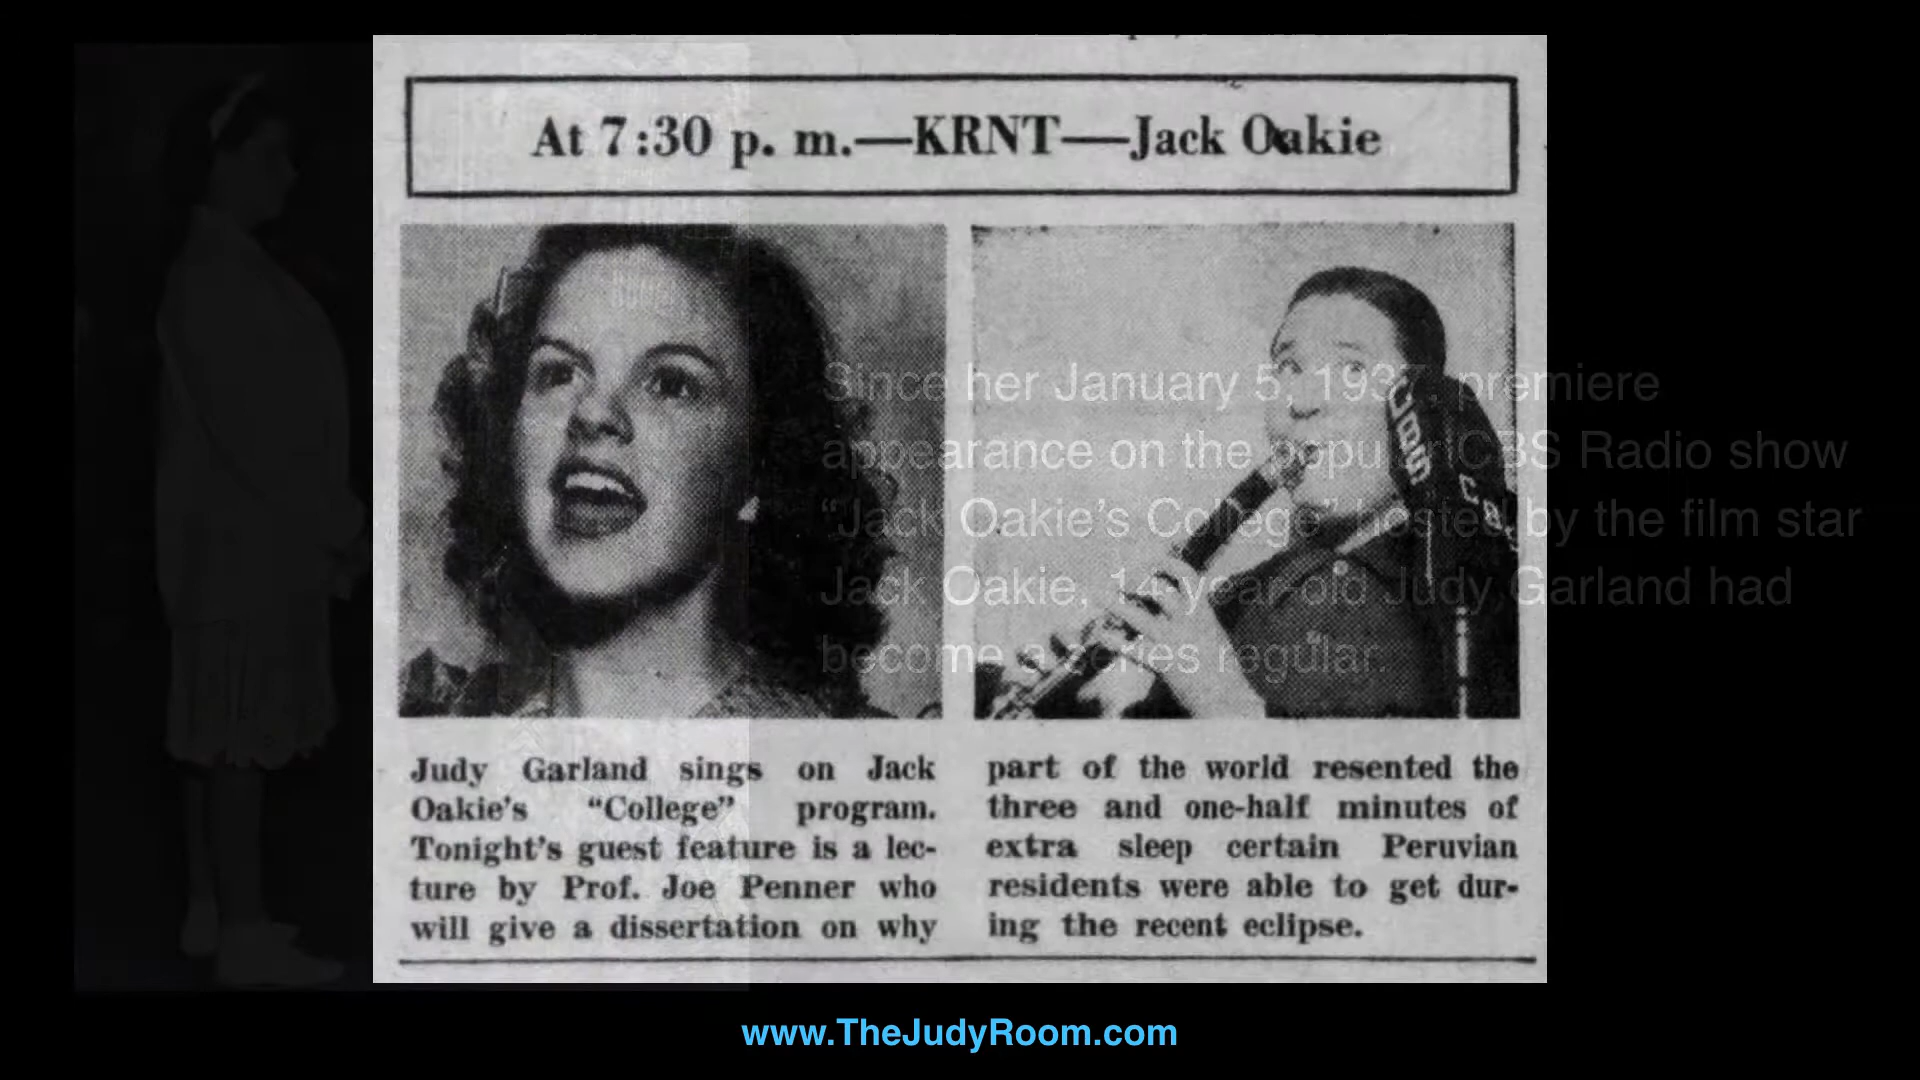 At 7:30 p. m.—KRNT—Jack Oakie
Since her January 5, 1937, premiere
appearance on the popular CBS Radio show
“Jack Oakie’s College” hosted by the film star
Jack Oakie, 14-year-old Judy Garland had
become a series regular.
CBS
CBS
Judy Garland sings on Jack
Oakie's “College” program.
Tonight's guest feature is a lec-
ture by Prof. Joe Penner who
will give a dissertation on why
part of the world resented the
three and one-half minutes of
extra sleep certain Peruvian
residents were able to get dur-
ing the recent eclipse.
www.TheJudyRoom.com